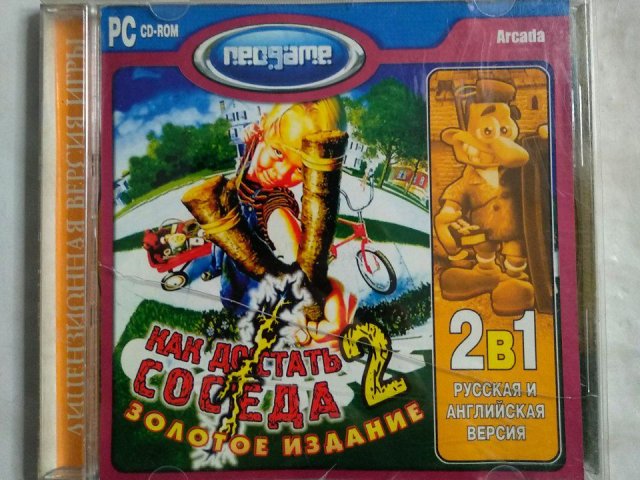 PC CD-ROM
neogame
Arcada
ЛИЦЕНЗИОННАЯ ВЕРСИЯ ИГРЫ
КАК ДОСТАТЬ
СОСЕДА 2
ЗОЛОТОЕ ИЗДАНИЕ
2в1
РУССКАЯ И
АНГЛИЙСКАЯ
ВЕРСИЯ